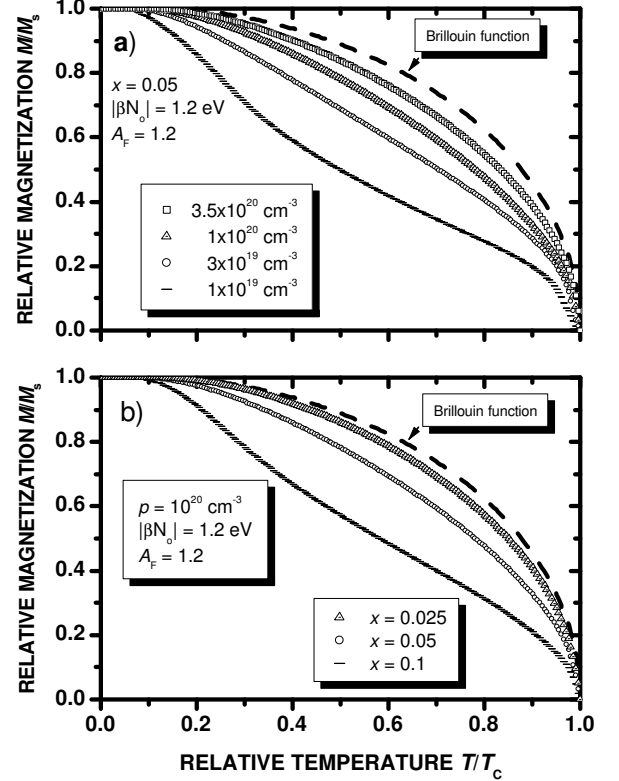 RELATIVE MAGNETIZATION M/Ms
1.0
0.8
0.6
0.4
0.2
0.0
a)
Brillouin function
x = 0.05
|βNo| = 1.2 eV
AF = 1.2
3.5x10^20 cm^-3
1x10^20 cm^-3
3x10^19 cm^-3
1x10^19 cm^-3
RELATIVE MAGNETIZATION M/Ms
1.0
0.8
0.6
0.4
0.2
0.0
b)
Brillouin function
p = 10^20 cm^-3
|βNo| = 1.2 eV
AF = 1.2
x = 0.025
x = 0.05
x = 0.1
0.0 0.2 0.4 0.6 0.8 1.0
RELATIVE TEMPERATURE T/TC